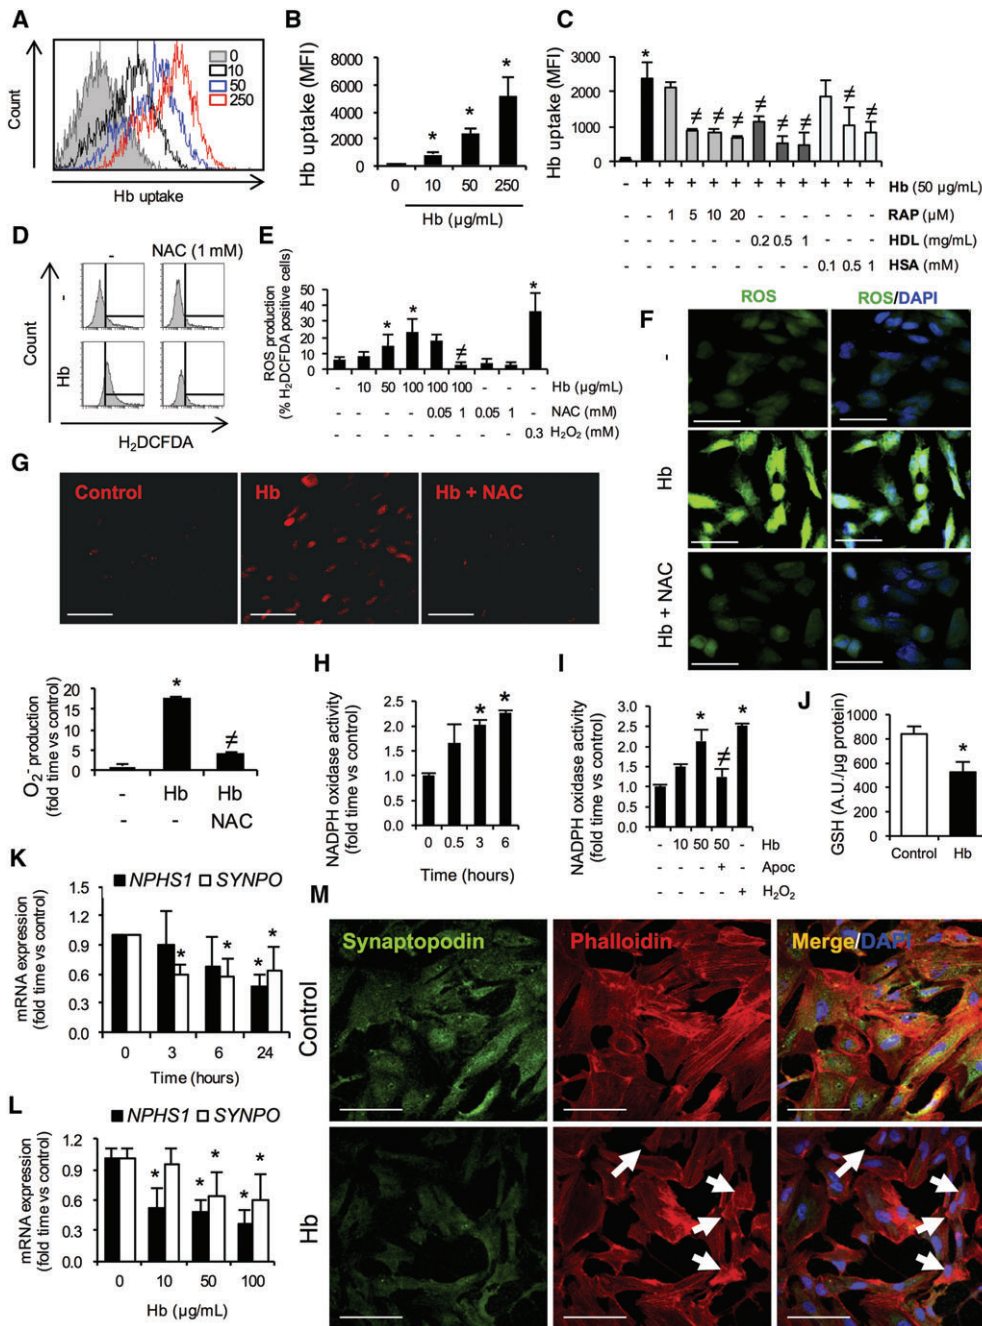 A
Count
0
10
50
250
Hb uptake
B
Hb uptake (MFI)
8000
6000
4000
2000
0
* * *
0 10 50 250
Hb (µg/mL)
C
Hb uptake (MFI)
3000
2000
1000
0
* ≠ ≠ ≠ ≠ ≠ ≠ ≠ ≠
- + + + + + + + + + + + Hb (50 µg/mL)
- - 1 5 10 20 - - - - - - RAP (µM)
- - - - - - 0.2 0.5 1 - - - HDL (mg/mL)
- - - - - - - - - 0.1 0.5 1 HSA (mM)
D
- NAC (1 mM)
Count
-
Hb
H₂DCFDA
E
ROS production
(% H₂DCFDA positive cells)
50
40
30
20
10
0
* * ≠ *
- 10 50 100 100 100 - - - Hb (µg/mL)
- - - - 0.05 1 0.05 1 - NAC (mM)
- - - - - - - - 0.3 H₂O₂ (mM)
F
ROS ROS/DAPI
-
Hb
Hb + NAC
G
Control Hb Hb + NAC
O₂⁻ production
(fold time vs control)
20
15
10
5
0
* ≠
- Hb Hb
- - NAC
H
NADPH oxidase activity
(fold time vs control)
2.5
2.0
1.5
1.0
0.5
0.0
* *
0 0.5 3 6
Time (hours)
I
NADPH oxidase activity
(fold time vs control)
3.0
2.5
2.0
1.5
1.0
0.5
0.0
* ≠ *
- 10 50 50 - Hb
- - - + - Apoc
- - - - + H₂O₂
J
GSH (A.U./µg protein)
1000
800
600
400
200
0
*
Control Hb
K
NPHS1 SYNPO
mRNA expression
(fold time vs control)
1.5
1.2
0.9
0.6
0.3
0.0
* * * *
0 3 6 24
Time (hours)
L
NPHS1 SYNPO
mRNA expression
(fold time vs control)
1.2
0.9
0.6
0.3
0.0
* * * * *
0 10 50 100
Hb (µg/mL)
M
Synaptopodin Phalloidin Merge/DAPI
Control
Hb